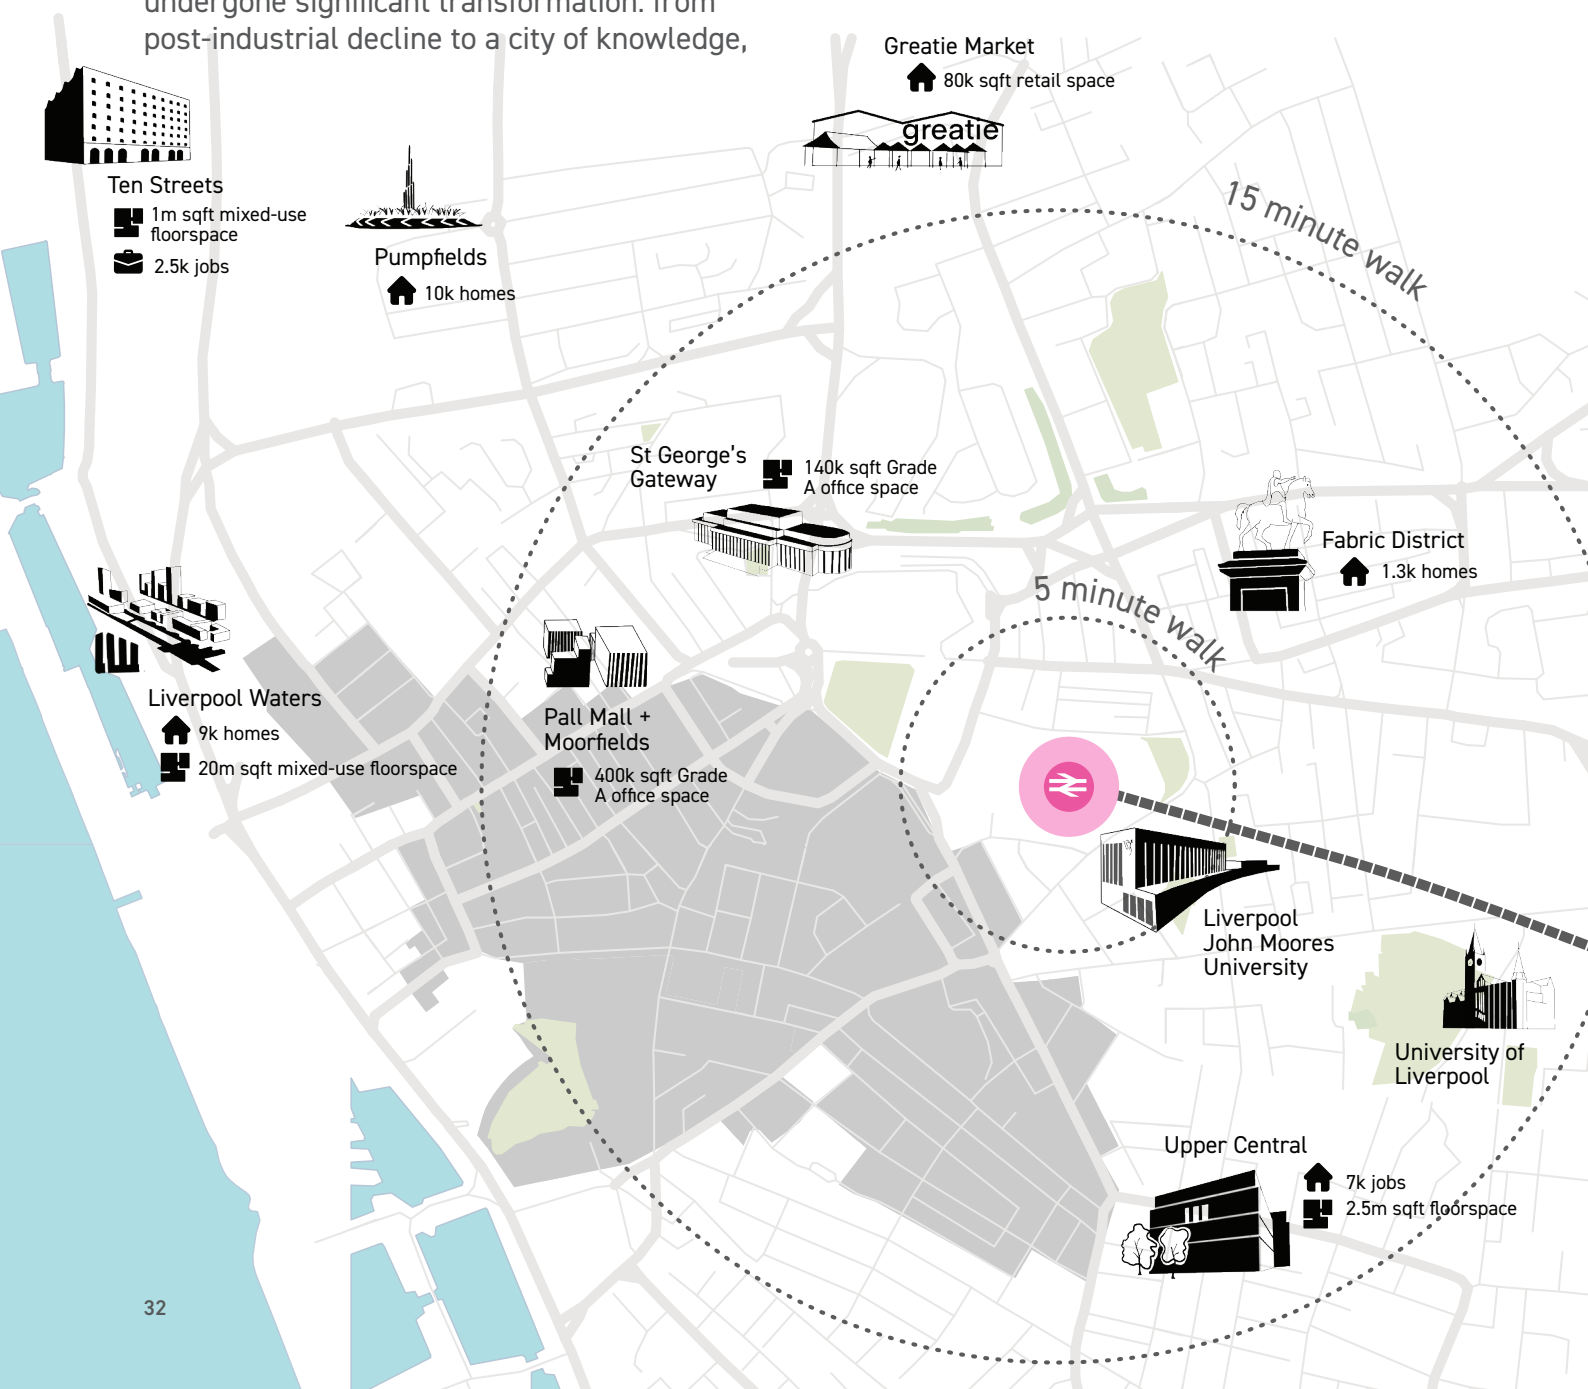 undergone significant transformation: from
post-industrial decline to a city of knowledge,
Greatie Market
80k sqft retail space
greatie
Ten Streets
1m sqft mixed-use
floorspace
2.5k jobs
Pumpfields
10k homes
15 minute walk
St George's
Gateway
140k sqft Grade
A office space
Fabric District
1.3k homes
5 minute walk
Liverpool Waters
9k homes
20m sqft mixed-use floorspace
Pall Mall +
Moorfields
400k sqft Grade
A office space
Liverpool
John Moores
University
University of
Liverpool
Upper Central
7k jobs
2.5m sqft floorspace
32